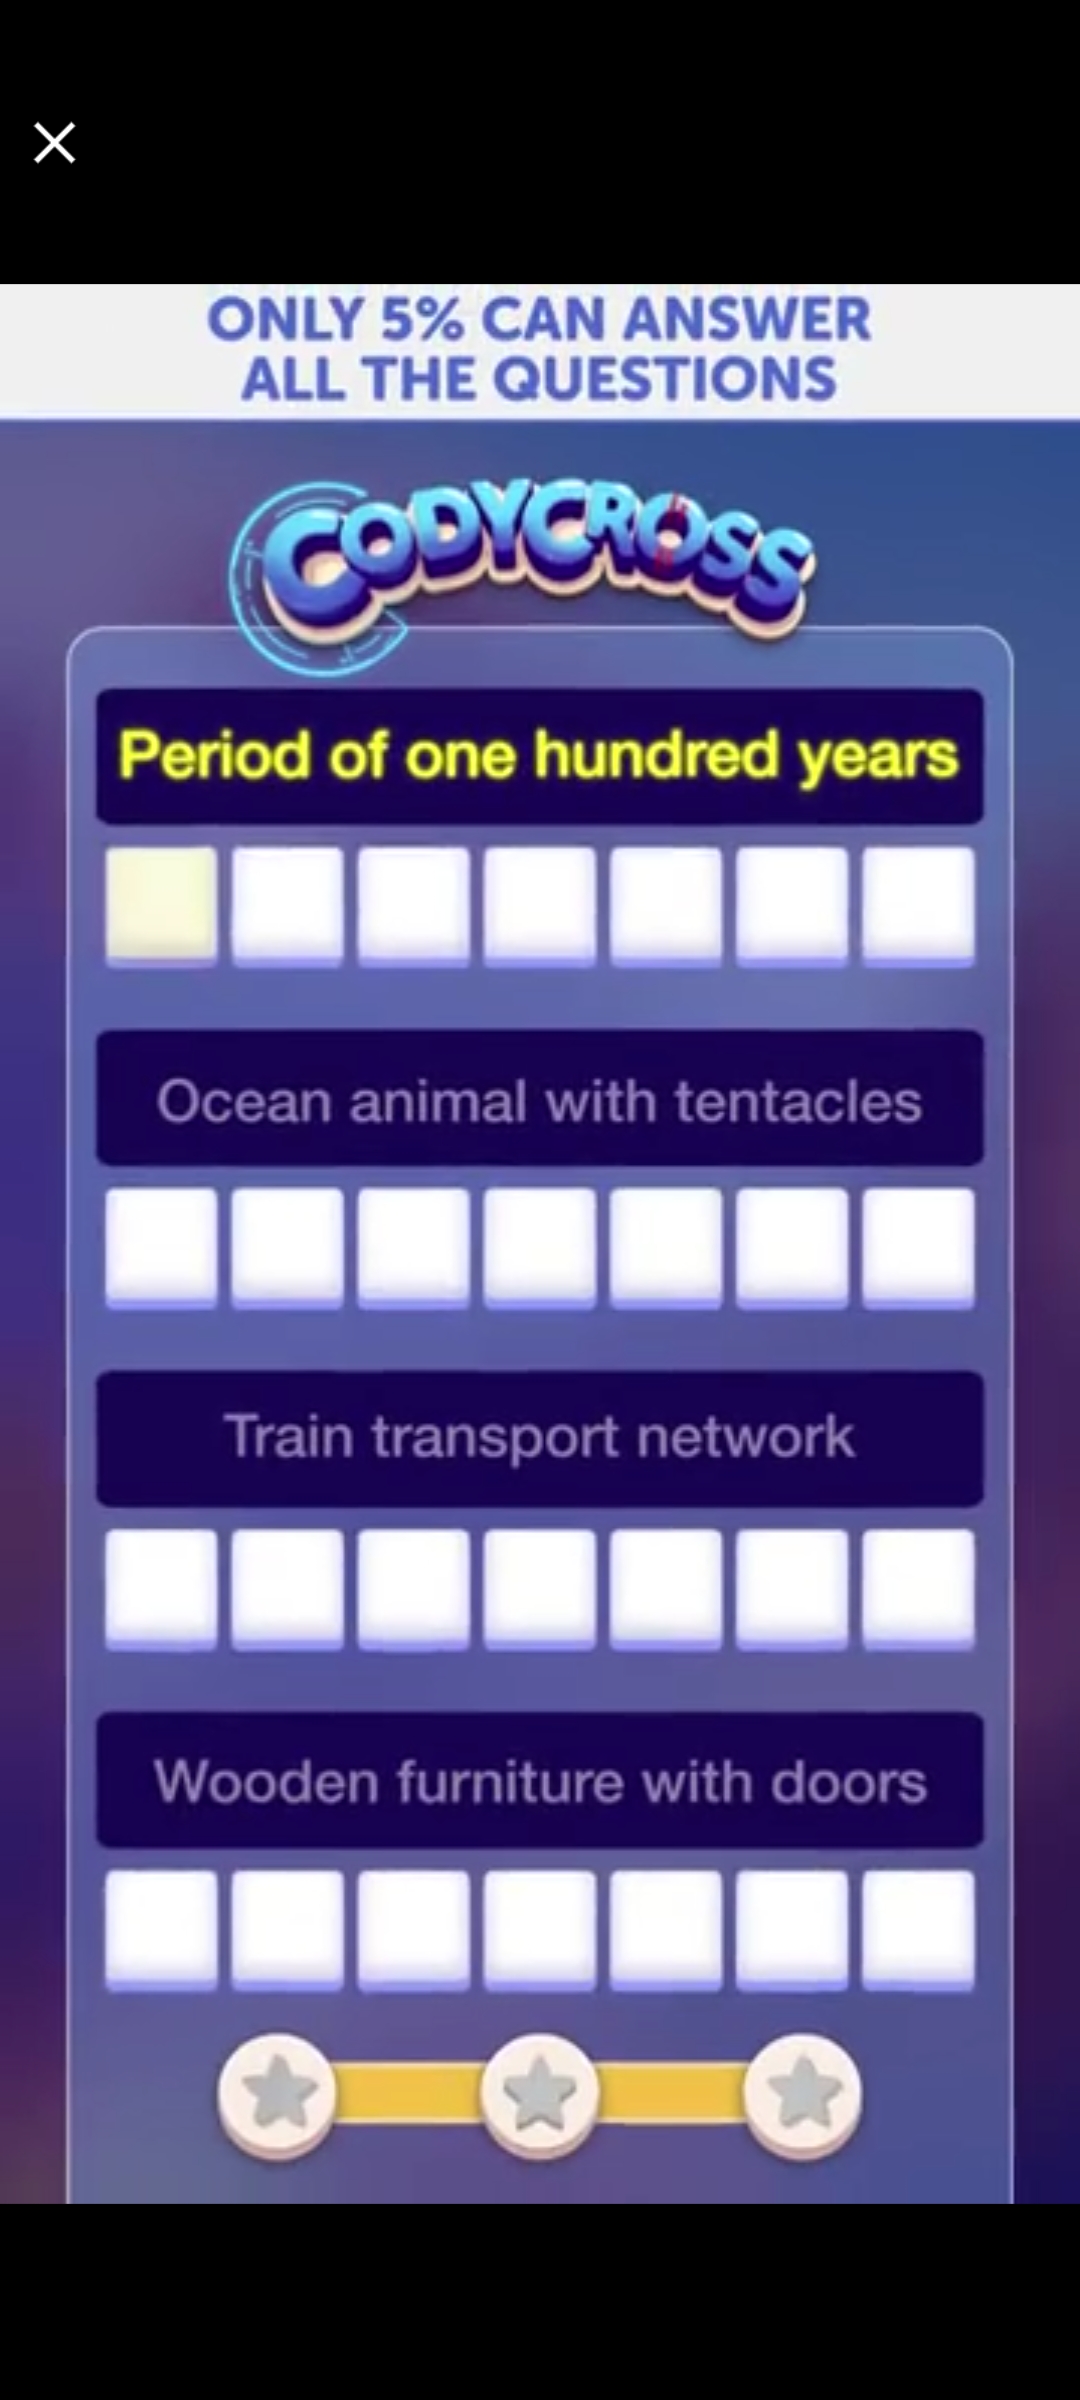 ONLY 5% CAN ANSWER
ALL THE QUESTIONS
CODYCROSS
Period of one hundred years
Ocean animal with tentacles
Train transport network
Wooden furniture with doors